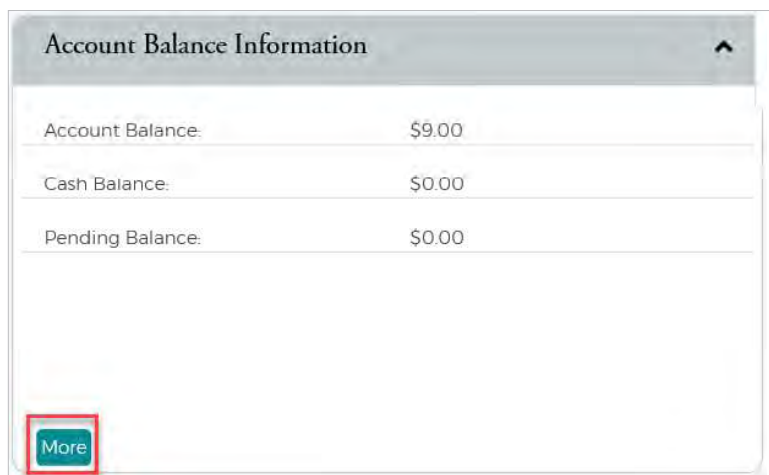 Account Balance Information
Account Balance: $9.00
Cash Balance: $0.00
Pending Balance: $0.00
More